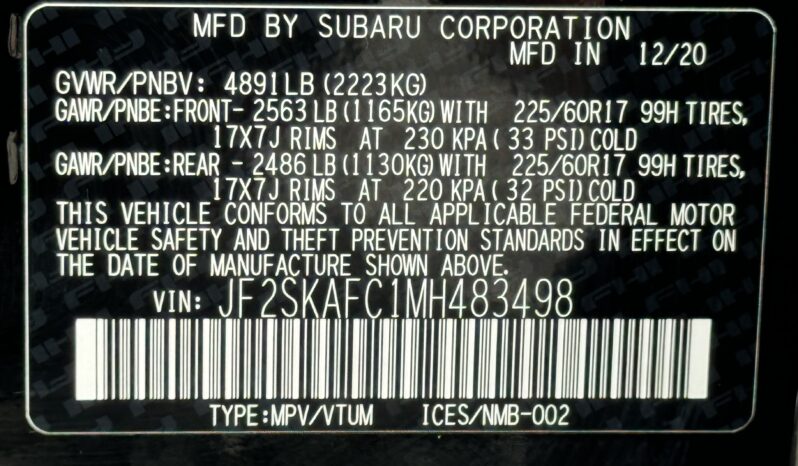 MFD BY SUBARU CORPORATION
MFD IN 12/20
GVWR/PNBV: 4891LB (2223KG)
GAWR/PNBE:FRONT- 2563 LB (1165KG) WITH 225/60R17 99H TIRES,
17X7J RIMS AT 230 KPA ( 33 PSI) COLD
GAWR/PNBE:REAR - 2486 LB (1130KG) WITH 225/60R17 99H TIRES,
17X7J RIMS AT 220 KPA ( 32 PSI) COLD
THIS VEHICLE CONFORMS TO ALL APPLICABLE FEDERAL MOTOR
VEHICLE SAFETY AND THEFT PREVENTION STANDARDS IN EFFECT ON
THE DATE OF MANUFACTURE SHOWN ABOVE.
VIN: JF2SKAFC1MH483498
TYPE:MPV/VTUM ICES/NMB-002